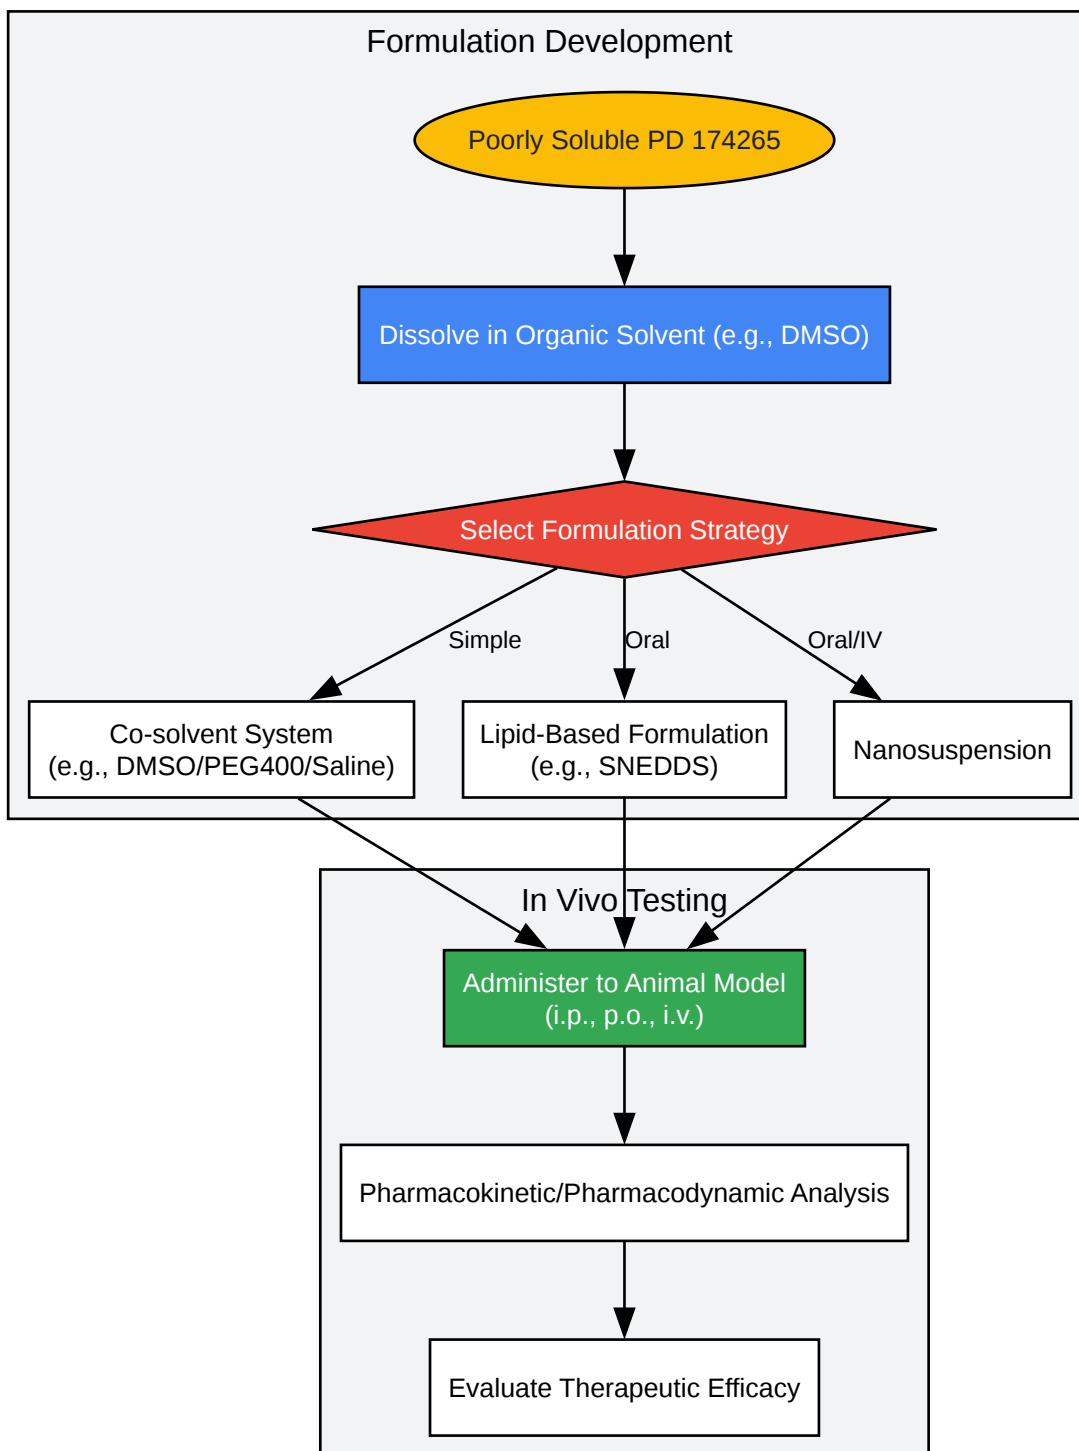 Formulation Development
Poorly Soluble PD 174265
Dissolve in Organic Solvent (e.g., DMSO)
Select Formulation Strategy
Simple
Oral
Oral/IV
Co-solvent System
(e.g., DMSO/PEG400/Saline)
Lipid-Based Formulation
(e.g., SNEDDS)
Nanosuspension
In Vivo Testing
Administer to Animal Model
(i.p., p.o., i.v.)
Pharmacokinetic/Pharmacodynamic Analysis
Evaluate Therapeutic Efficacy